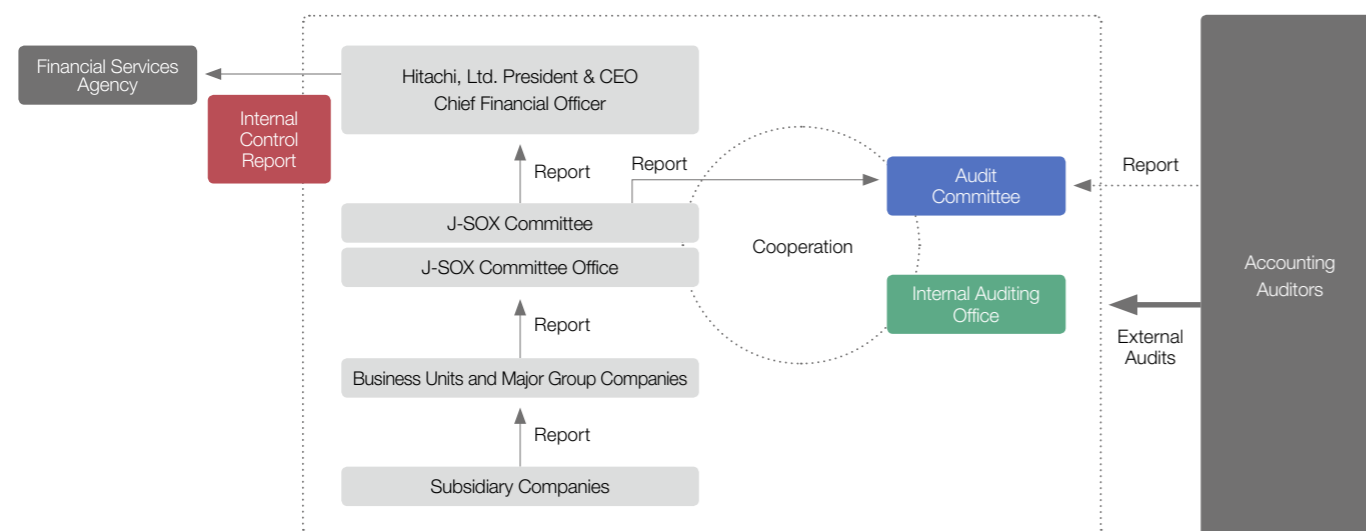 Financial Services
Agency
Internal
Control
Report
Hitachi, Ltd. President & CEO
Chief Financial Officer
Report
Report
J-SOX Committee
J-SOX Committee Office
Report
Business Units and Major Group Companies
Report
Subsidiary Companies
Cooperation
Audit
Committee
Internal Auditing
Office
Report
External
Audits
Accounting
Auditors